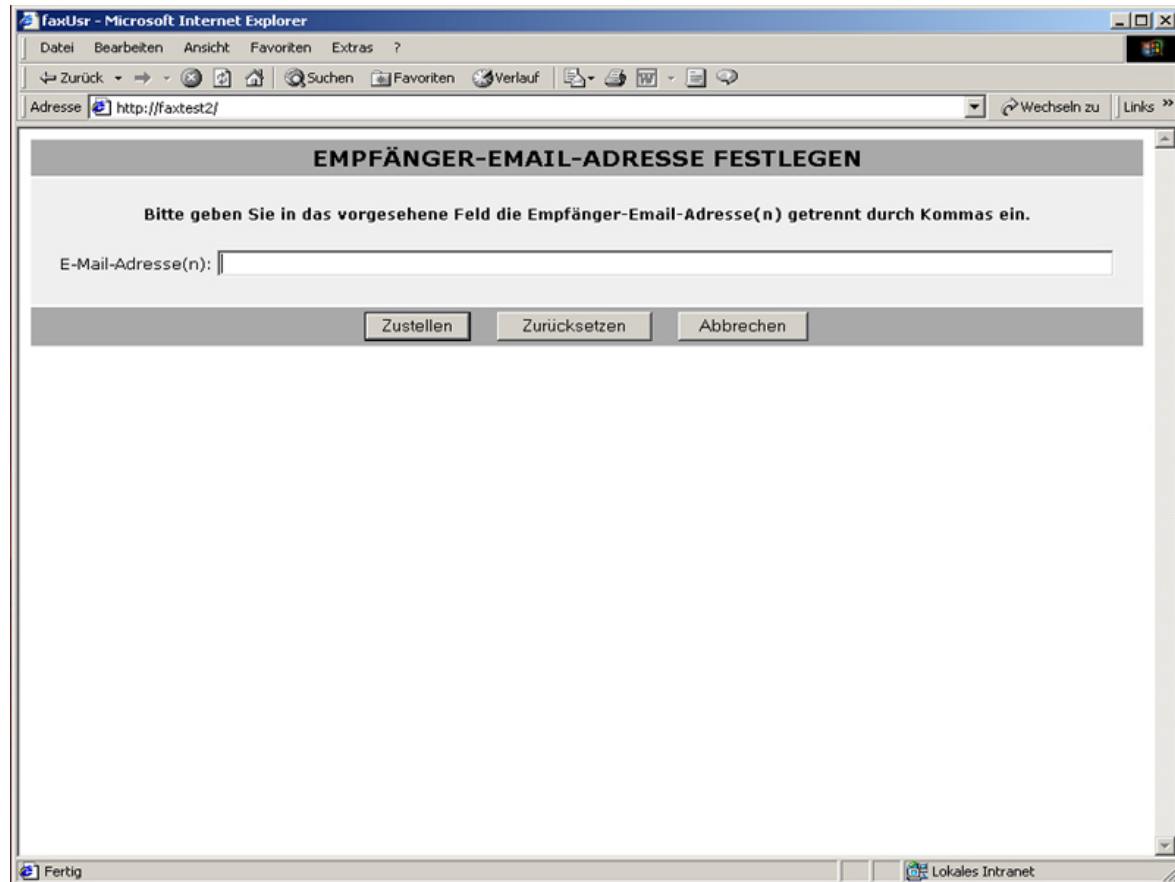 faxUsr - Microsoft Internet Explorer
Datei Bearbeiten Ansicht Favoriten Extras ?
Zurück Suchen Favoriten Verlauf
Adresse http://faxtest2/ Wechseln zu Links »
EMPFÄNGER-EMAIL-ADRESSE FESTLEGEN
Bitte geben Sie in das vorgesehene Feld die Empfänger-Email-Adresse(n) getrennt durch Kommas ein.
E-Mail-Adresse(n):
Zustellen Zurücksetzen Abbrechen
Fertig Lokales Intranet